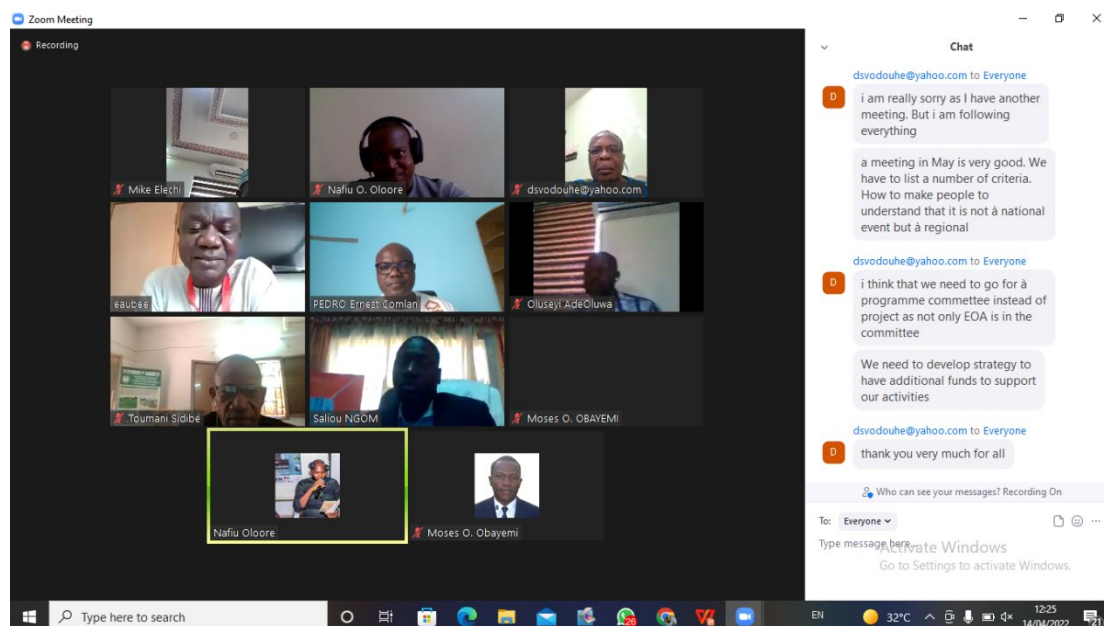 Zoom Meeting
Recording
Mike Elechi
Nafiu O. Oloore
dsvodouhe@yahoo.com
eaubee
PEDRO Ernest Comlan
Oluseyi AdeOluwa
Toumani Sidibé
Saliou NGOM
Moses O. OBAYEMI
Nafiu Oloore
Moses O. Obayemi
Chat
dsvodouhe@yahoo.com to Everyone
D
i am really sorry as I have another
meeting. But i am following
everything
a meeting in May is very good. We
have to list a number of criteria.
How to make people to
understand that it is not à national
event but à regional
dsvodouhe@yahoo.com to Everyone
D
i think that we need to go for à
programme commettee instead of
project as not only EOA is in the
committee
We need to develop strategy to
have additional funds to support
our activities
dsvodouhe@yahoo.com to Everyone
D
thank you very much for all
Who can see your messages? Recording On
To: Everyone
Type message here...
Activate Windows
Go to Settings to activate Windows.
Type here to search
26
EN
32°C
12:25
14/04/2022
21